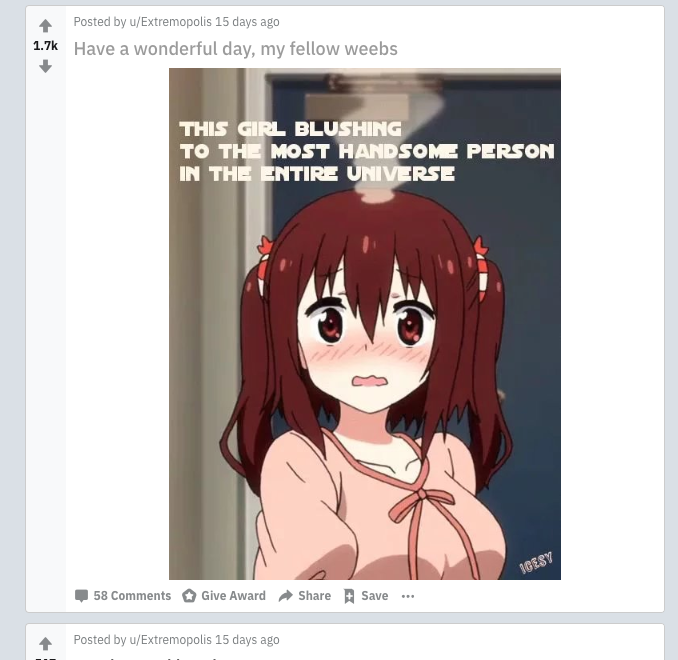 Posted by u/Extremopolis 15 days ago
1.7k
Have a wonderful day, my fellow weebs
THIS GIRL BLUSHING
TO THE MOST HANDSOME PERSON
IN THE ENTIRE UNIVERSE
IGESY
58 Comments Give Award Share Save ...
Posted by u/Extremopolis 15 days ago